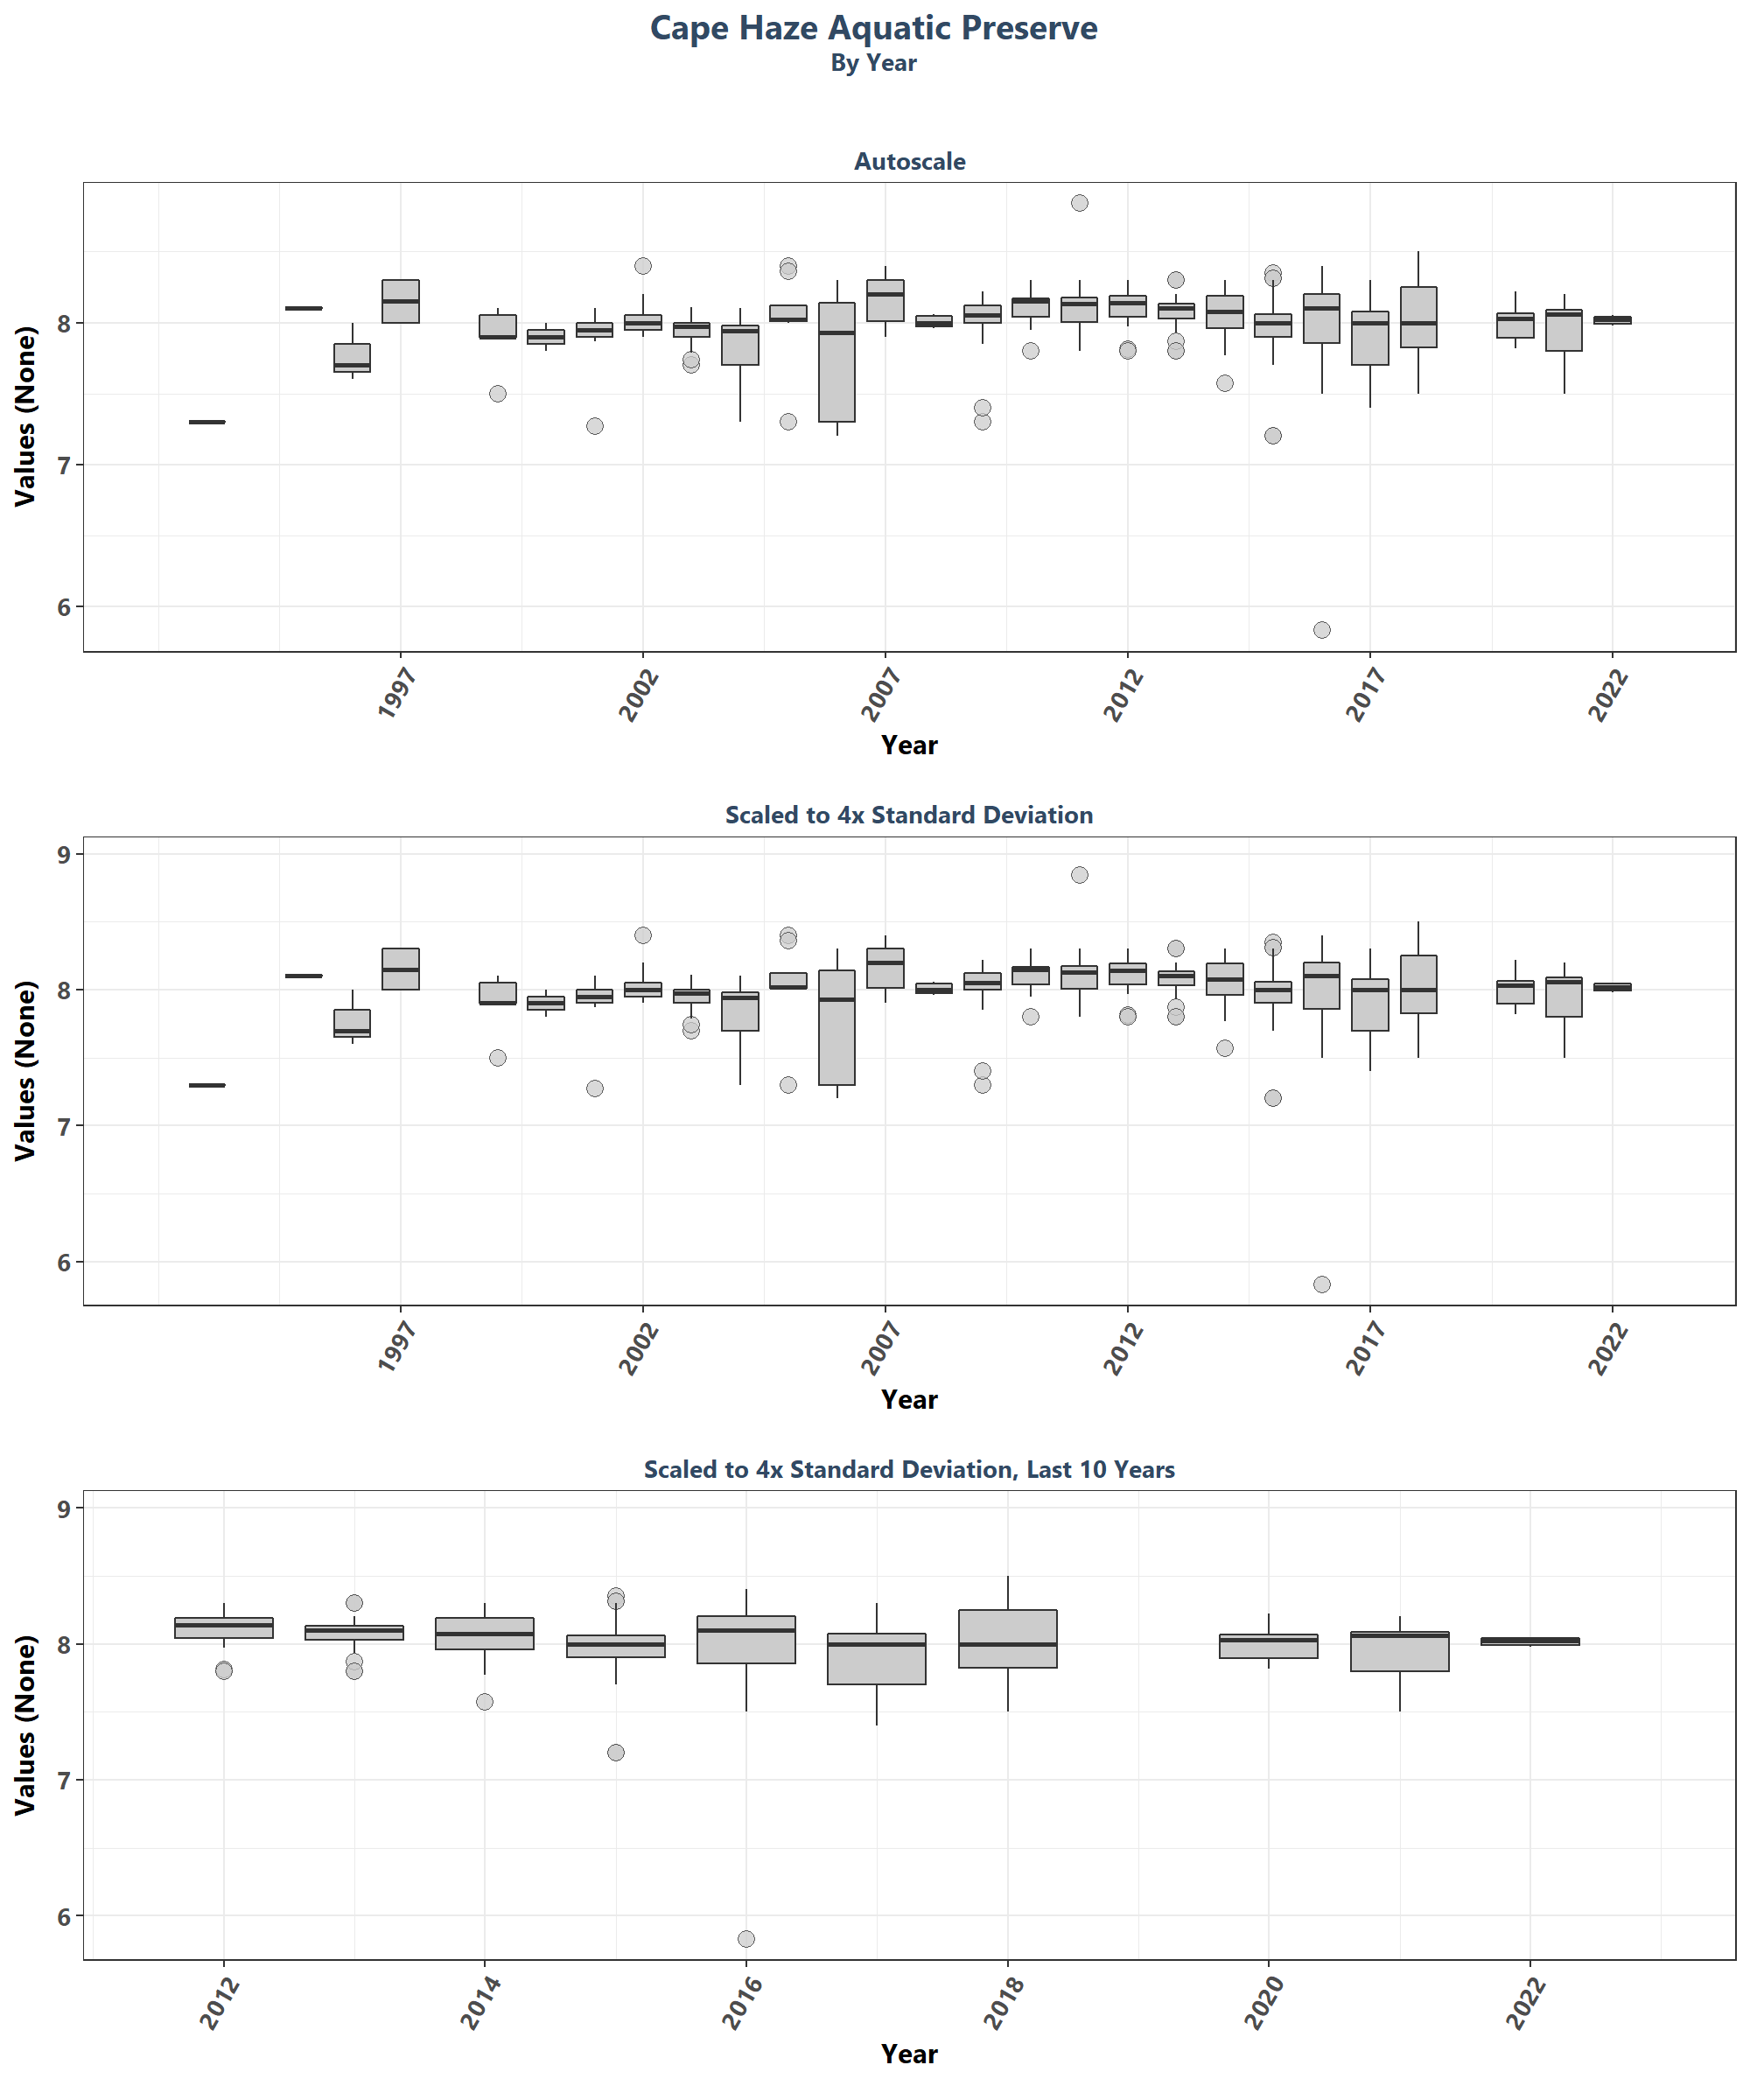 Cape Haze Aquatic Preserve
By Year
Autoscale
Values (None)
8
7
6
1997
2002
2007
2012
2017
2022
Year
Scaled to 4x Standard Deviation
Values (None)
9
8
7
6
1997
2002
2007
2012
2017
2022
Year
Scaled to 4x Standard Deviation, Last 10 Years
Values (None)
9
8
7
6
2012
2014
2016
2018
2020
2022
Year